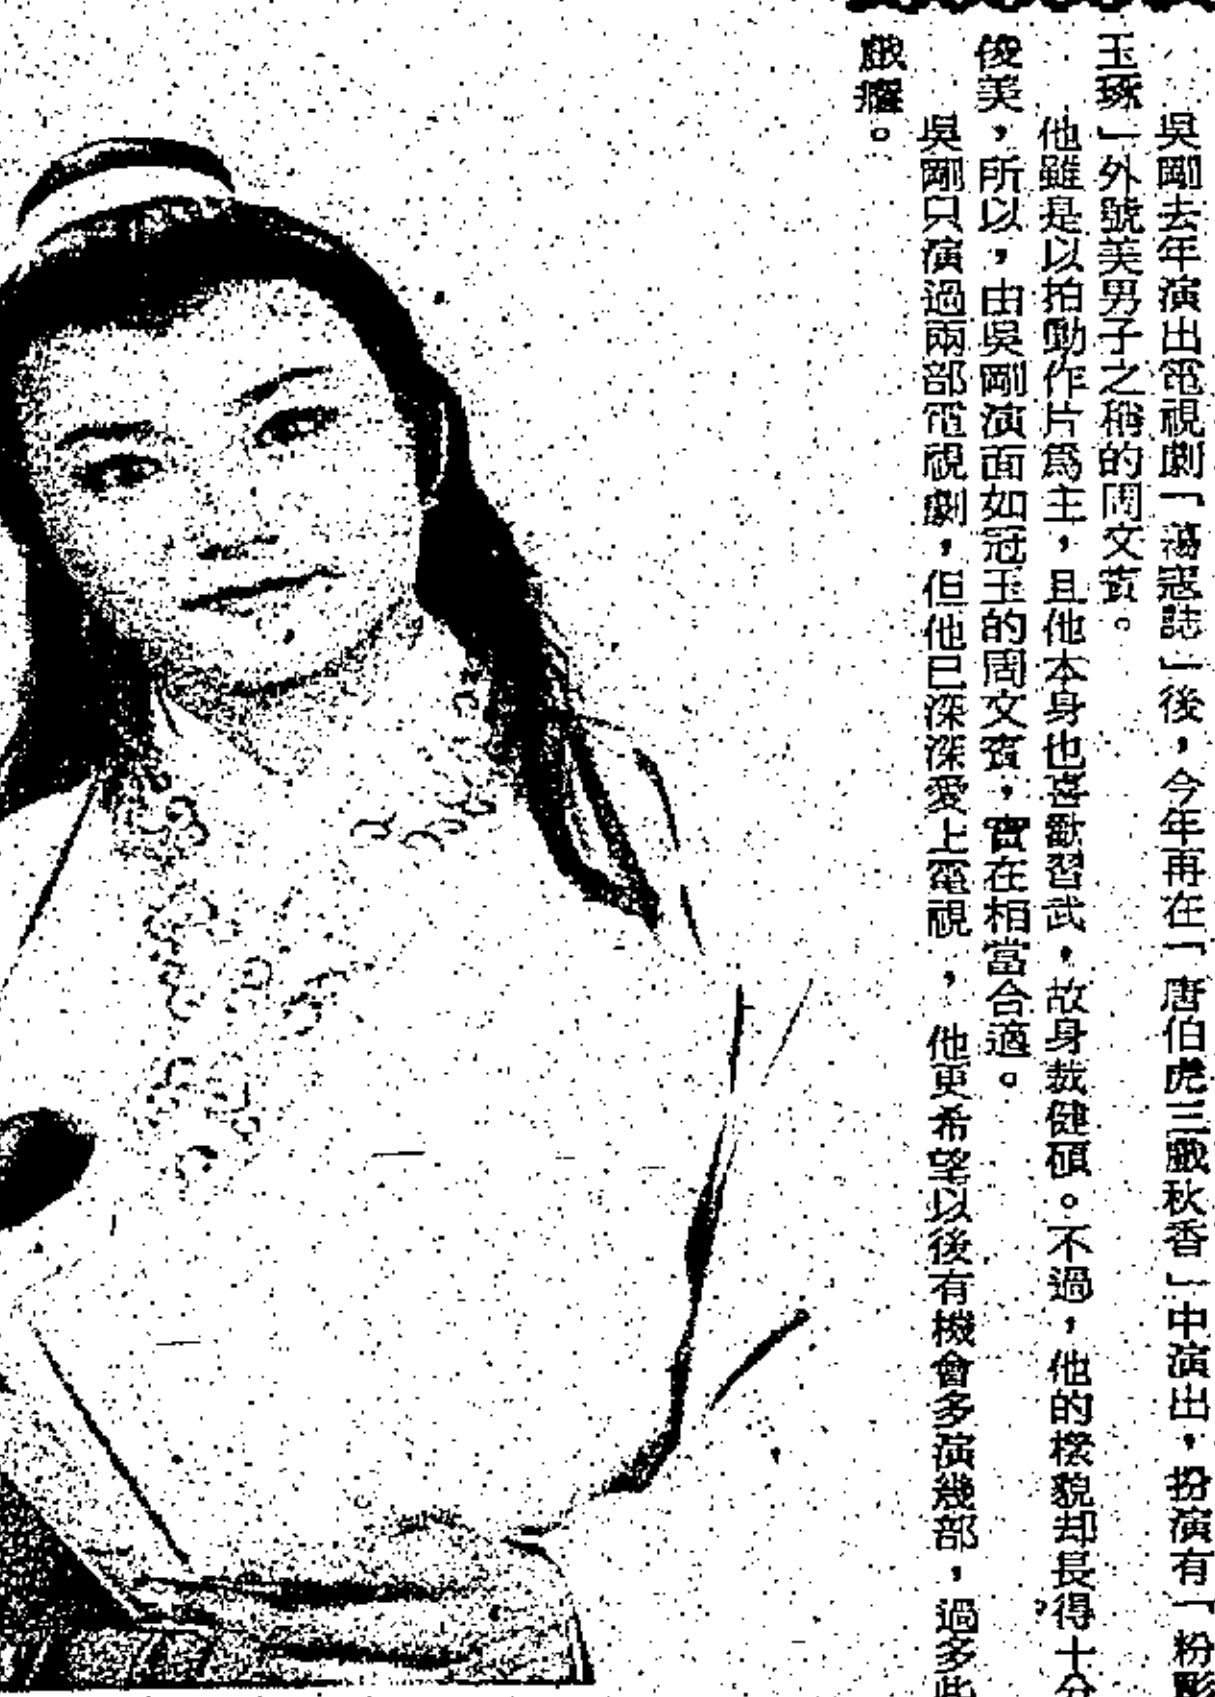 吳剛去年演出電視劇「蕩寇誌」後，今年再在「唐伯虎三戲秋香」中演出，扮演有「粉彫
玉琢」外號美男子之稱的周文賓。
他雖是以拍動作片爲主，且他本身也喜歡習武，故身裁健碩。不過，他的樣貌却長得十分
俊美，所以，由吳剛演面如冠玉的周文賓，實在相當合適。
吳剛只演過兩部電視劇，但他已深深愛上電視，他更希望以後有機會多演幾部，過多些
戲癮。